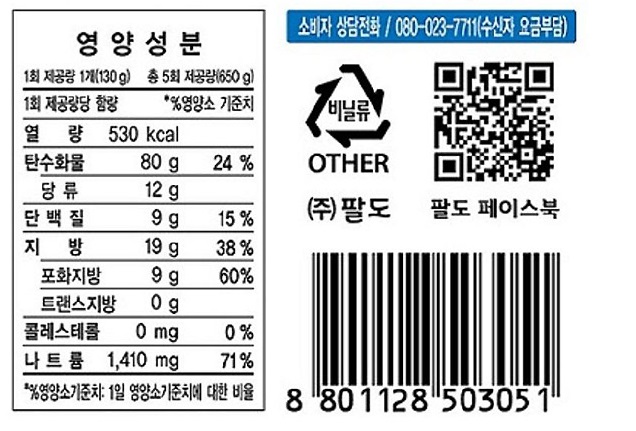 영양성분
1회 제공량 1개(130 g) 총 5회 제공량(650 g)
1회 제공량당 함량 *%영양소 기준치
열 량 530 kcal
탄수화물 80 g 24 %
당 류 12 g
단 백 질 9 g 15 %
지 방 19 g 38 %
포화지방 9 g 60%
트랜스지방 0 g
콜레스테롤 0 mg 0 %
나 트 륨 1,410 mg 71%
*%영양소기준치: 1일 영양소기준치에 대한 비율
소비자 상담전화 / 080-023-7711(수신자 요금부담)
비닐류
OTHER
(주)팔도
팔도 페이스북
8 801128 503051